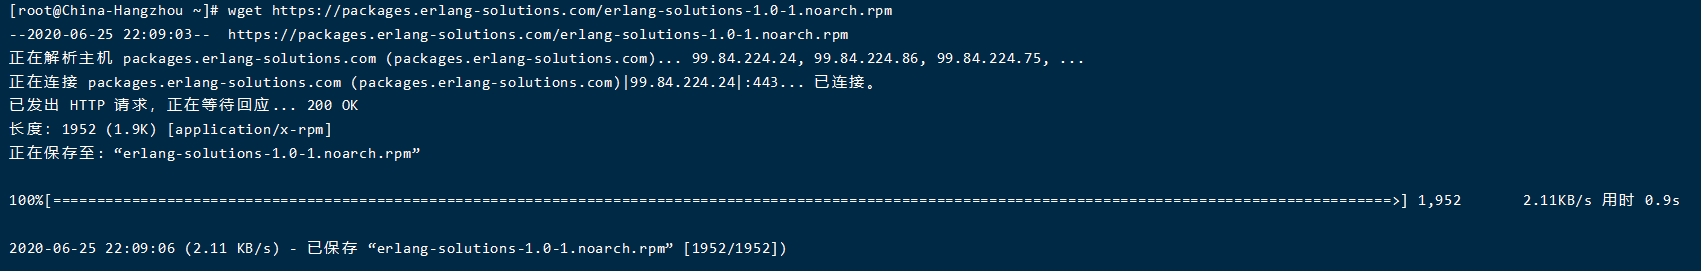 [root@China-Hangzhou ~]# wget https://packages.erlang-solutions.com/erlang-solutions-1.0-1.noarch.rpm
--2020-06-25 22:09:03--  https://packages.erlang-solutions.com/erlang-solutions-1.0-1.noarch.rpm
正在解析主机 packages.erlang-solutions.com (packages.erlang-solutions.com)... 99.84.224.24, 99.84.224.86, 99.84.224.75, ...
正在连接 packages.erlang-solutions.com (packages.erlang-solutions.com)|99.84.224.24|:443... 已连接。
已发出 HTTP 请求，正在等待回应... 200 OK
长度：1952 (1.9K) [application/x-rpm]
正在保存至: “erlang-solutions-1.0-1.noarch.rpm”
100%[=========================================================================================================================================================>] 1,952       2.11KB/s 用时 0.9s
2020-06-25 22:09:06 (2.11 KB/s) - 已保存 “erlang-solutions-1.0-1.noarch.rpm” [1952/1952])